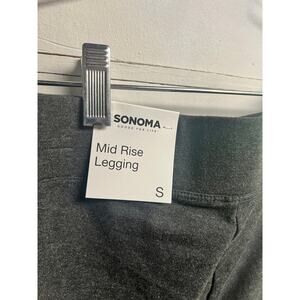 SONOMA
GOODS FOR LIFE
Mid Rise
Legging
S